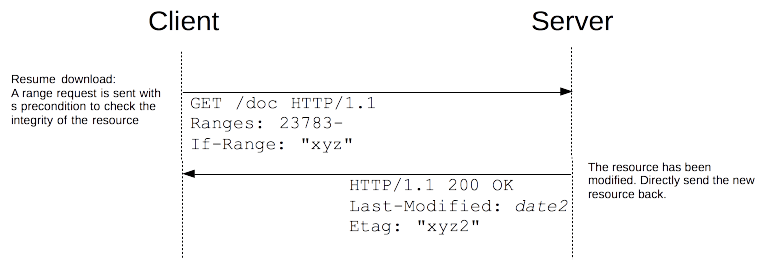 Client
Server
Resume download:
A range request is sent with
s precondition to check the
integrity of the resource
GET /doc HTTP/1.1
Ranges: 23783-
If-Range: "xyz"
The resource has been
modified. Directly send the new
resource back.
HTTP/1.1 200 OK
Last-Modified: date2
Etag: "xyz2"